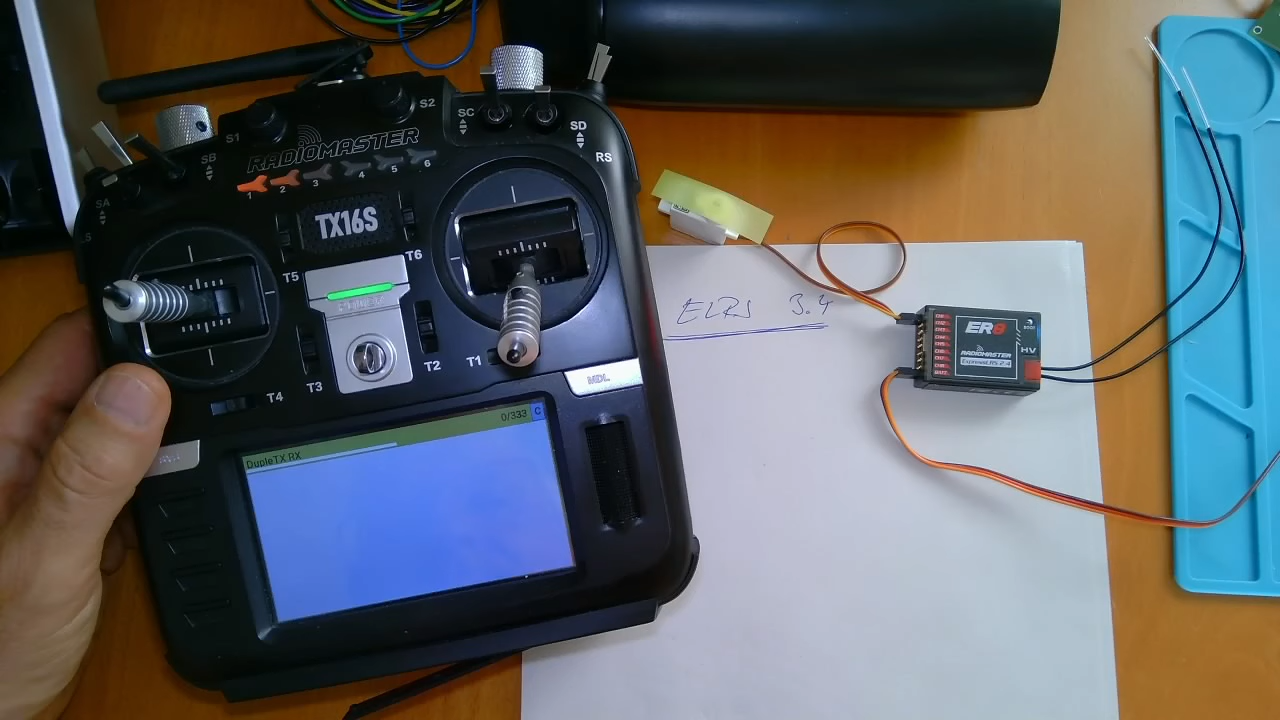 S1
S2
SC
SD
SB
RADIOMASTER
RS
1 2 3 4 5 6
SA
TX16S
T5
T6
T3
T2
T1
T4
MDL
DupleTX RX 0/333 C
ELRS 3.4
ER8
RADIOMASTER
ExpressLRS 2.4
BOOT
HV